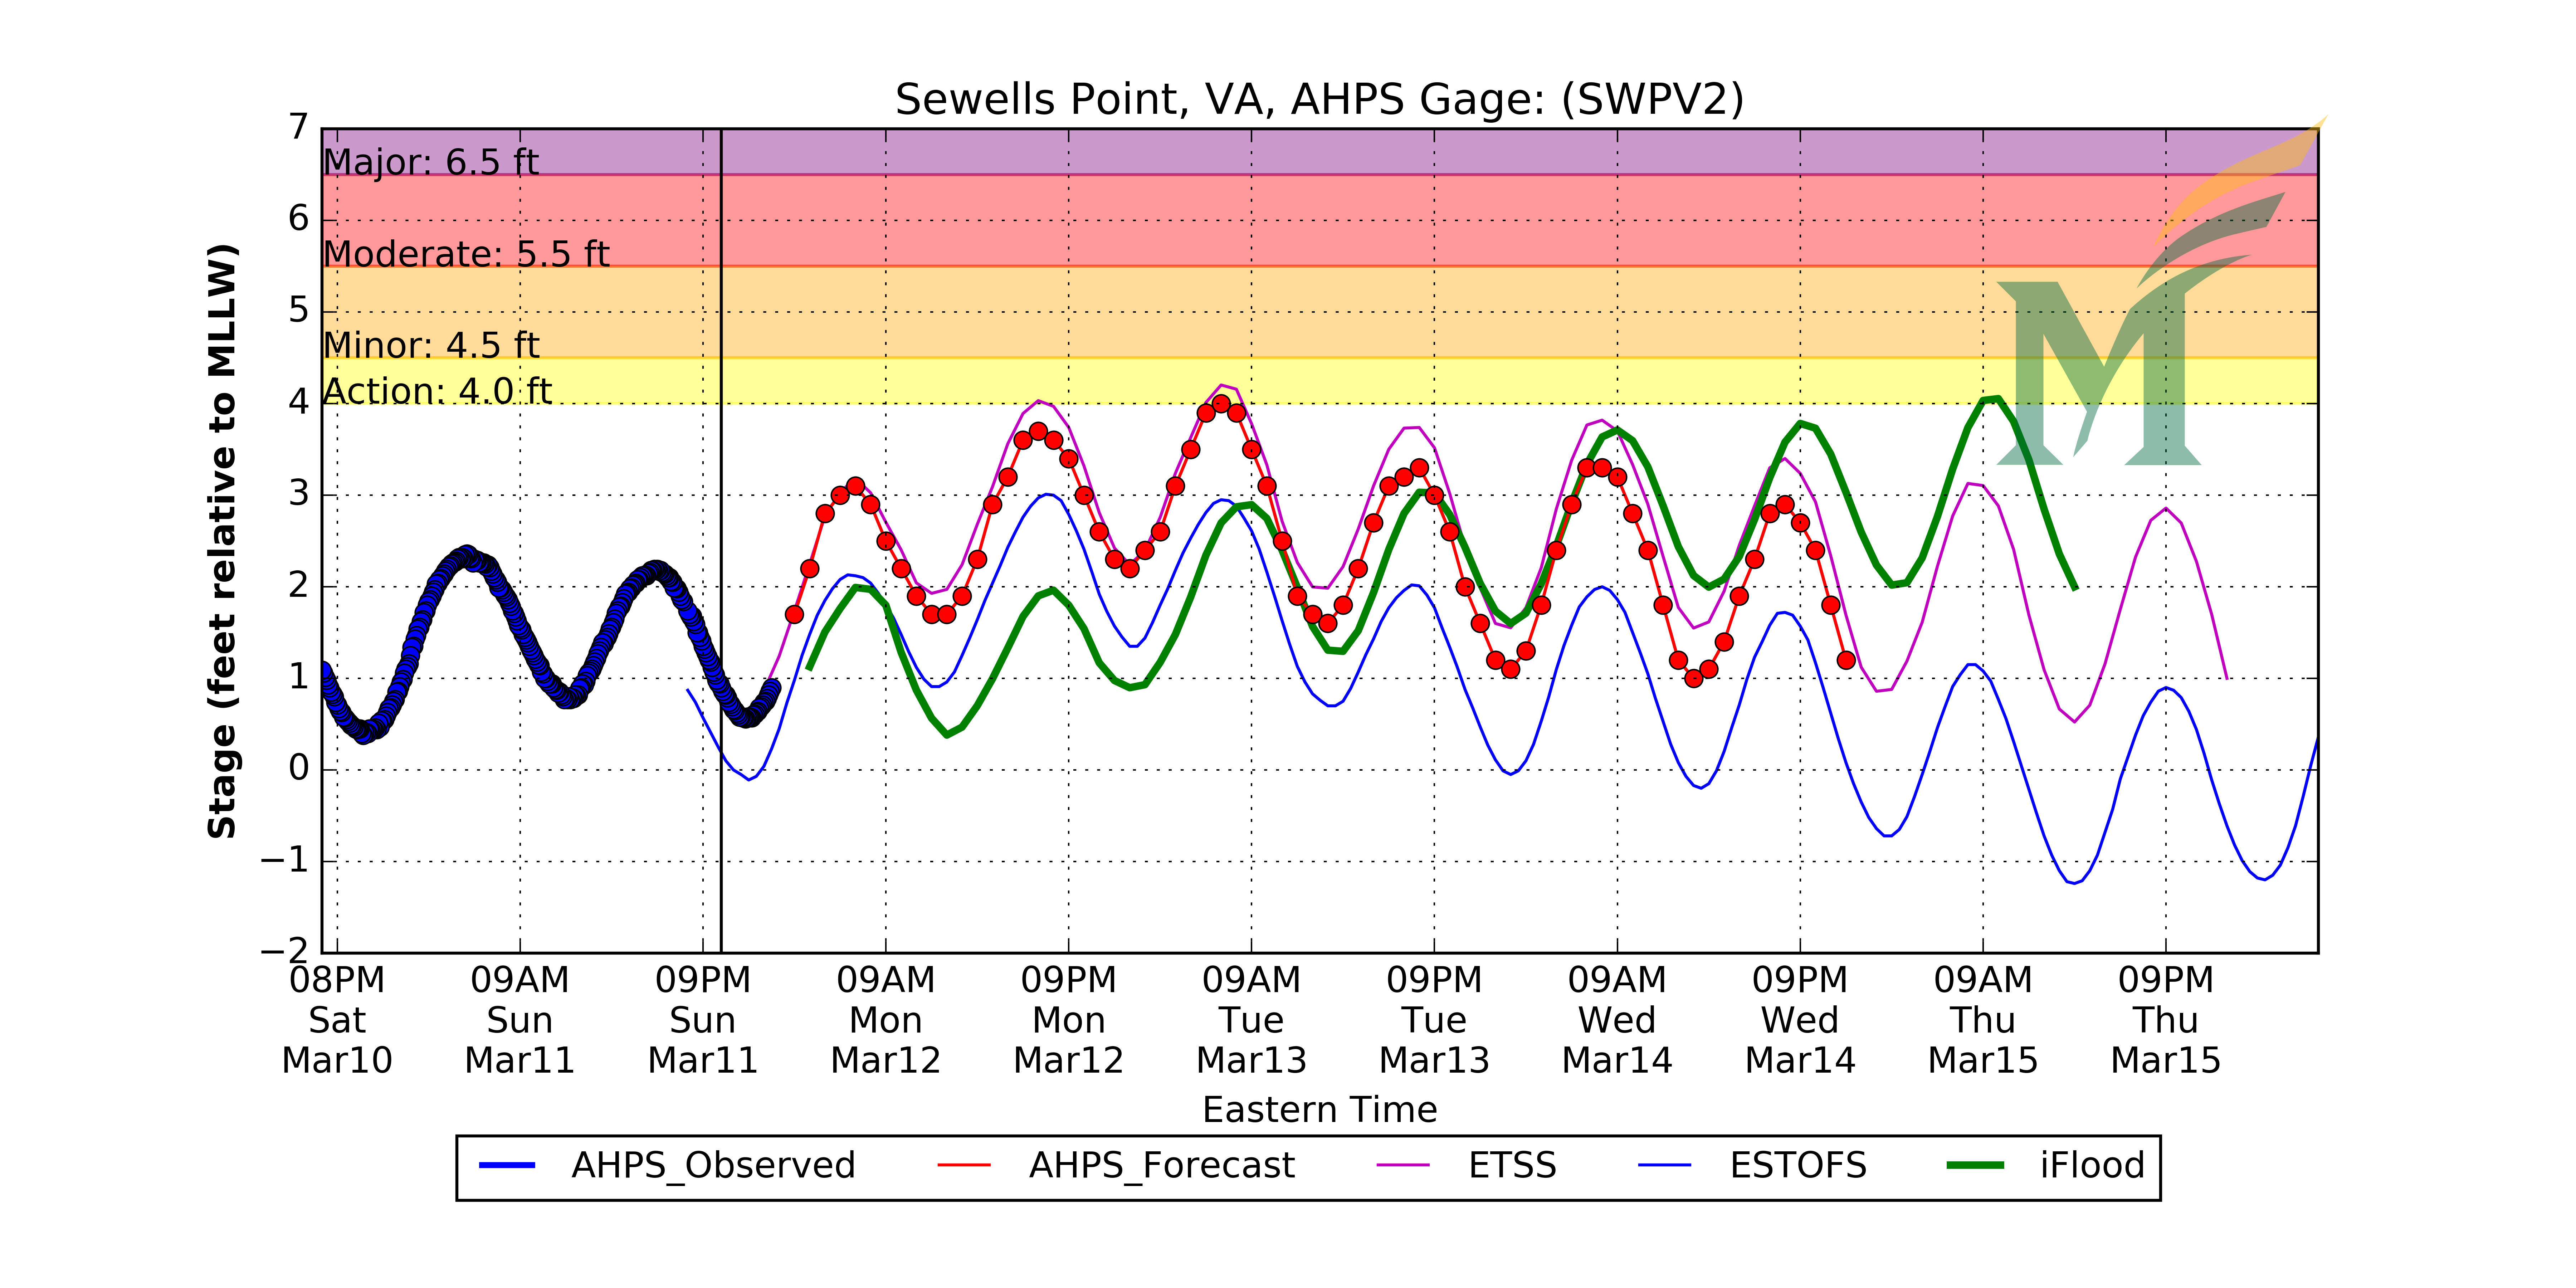 Sewells Point, VA, AHPS Gage: (SWPV2)
Stage (feet relative to MLLW)
7
6
5
4
3
2
1
0
−1
−2
Major: 6.5 ft
Moderate: 5.5 ft
Minor: 4.5 ft
Action: 4.0 ft
M
08PM 09AM 09PM 09AM 09PM 09AM 09PM 09AM 09PM 09AM 09PM
Sat Sun Sun Mon Mon Tue Tue Wed Wed Thu Thu
Mar10 Mar11 Mar11 Mar12 Mar12 Mar13 Mar13 Mar14 Mar14 Mar15 Mar15
Eastern Time
AHPS_Observed AHPS_Forecast ETSS ESTOFS iFlood